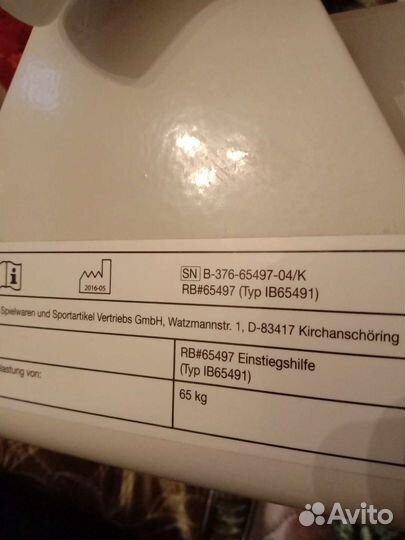 SN B-376-65497-04/K
2016-05 RB#65497 (Typ IB65491)
Spielwaren und Sportartikel Vertriebs GmbH, Watzmannstr. 1, D-83417 Kirchanschöring
RB#65497 Einstiegshilfe
(Typ IB65491)
lastung von: 65 kg
Avito